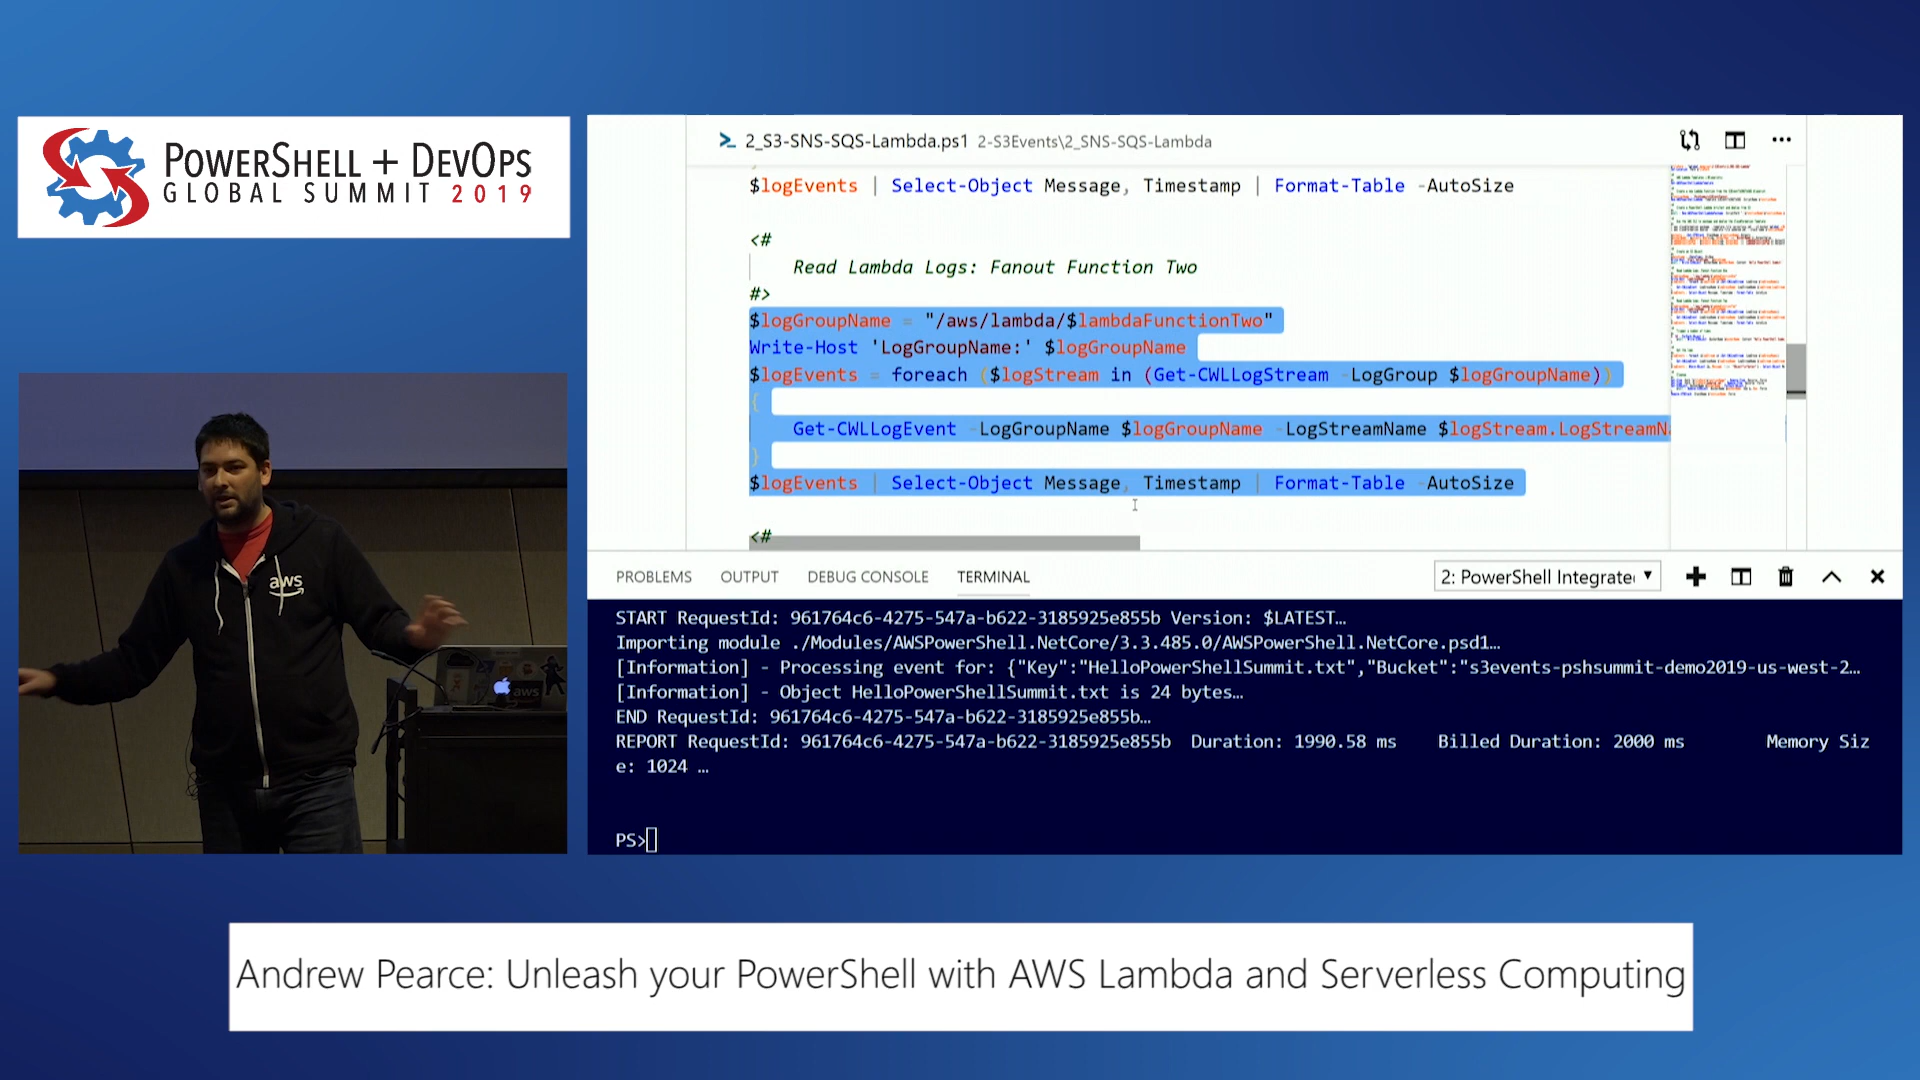 POWERSHELL + DEVOPS
GLOBAL SUMMIT 2019
aws
aws
2_S3-SNS-SQS-Lambda.ps1 2-S3Events\2_SNS-SQS-Lambda
$logEvents | Select-Object Message, Timestamp | Format-Table -AutoSize
<#
Read Lambda Logs: Fanout Function Two
#>
$logGroupName = "/aws/lambda/$lambdaFunctionTwo"
Write-Host 'LogGroupName:' $logGroupName
$logEvents = foreach ($logStream in (Get-CWLLogStream -LogGroup $logGroupName))
{
Get-CWLLogEvent -LogGroupName $logGroupName -LogStreamName $logStream.LogStreamNa
}
$logEvents | Select-Object Message, Timestamp | Format-Table -AutoSize
<#
PROBLEMS OUTPUT DEBUG CONSOLE TERMINAL 2: PowerShell Integrate
START RequestId: 961764c6-4275-547a-b622-3185925e855b Version: $LATEST…
Importing module ./Modules/AWSPowerShell.NetCore/3.3.485.0/AWSPowerShell.NetCore.psd1…
[Information] - Processing event for: {"Key":"HelloPowerShellSummit.txt","Bucket":"s3events-pshsummit-demo2019-us-west-2…
[Information] - Object HelloPowerShellSummit.txt is 24 bytes…
END RequestId: 961764c6-4275-547a-b622-3185925e855b…
REPORT RequestId: 961764c6-4275-547a-b622-3185925e855b Duration: 1990.58 ms Billed Duration: 2000 ms Memory Siz
e: 1024 …
PS>
Andrew Pearce: Unleash your PowerShell with AWS Lambda and Serverless Computing